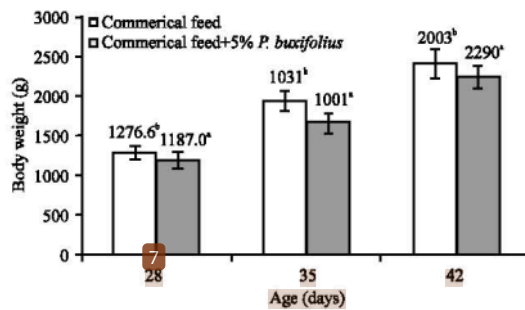 Commerical feed
Commerical feed+5% P. buxifolius
3000
2500
2000
1500
1000
500
0
Body weight (g)
1276.6b
1187.0a
1031b
1001a
2003b
2290a
7
28
35
42
Age (days)